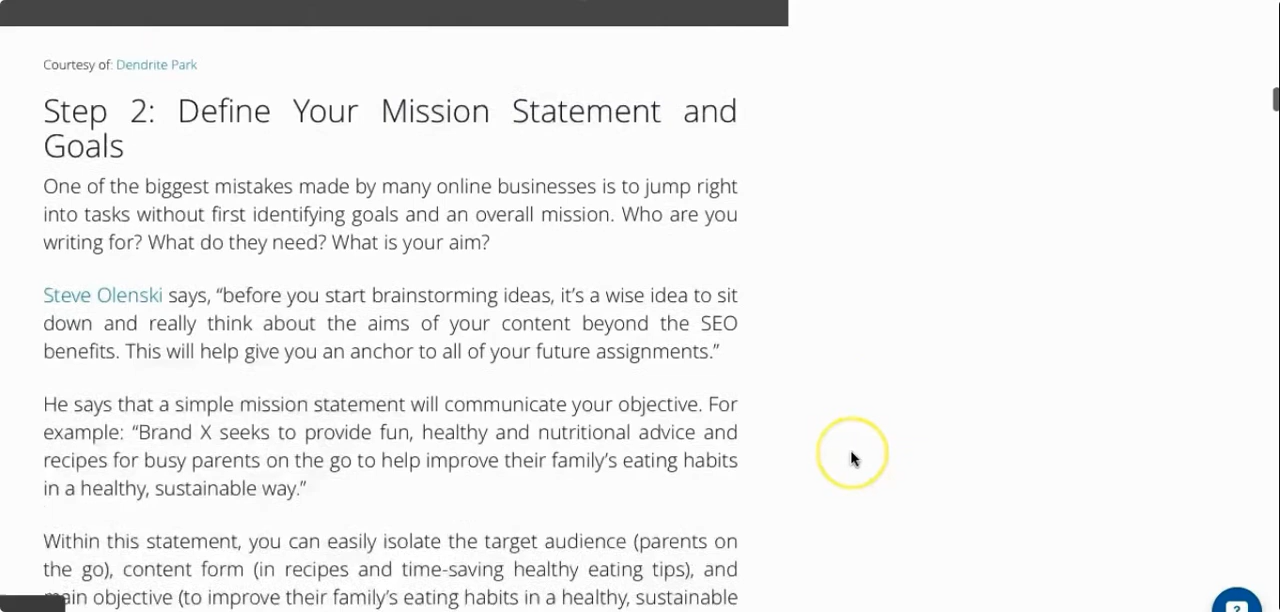 Courtesy of: Dendrite Park
Step 2: Define Your Mission Statement and
Goals
One of the biggest mistakes made by many online businesses is to jump right
into tasks without first identifying goals and an overall mission. Who are you
writing for? What do they need? What is your aim?
Steve Olenski says, “before you start brainstorming ideas, it’s a wise idea to sit
down and really think about the aims of your content beyond the SEO
benefits. This will help give you an anchor to all of your future assignments.”
He says that a simple mission statement will communicate your objective. For
example: “Brand X seeks to provide fun, healthy and nutritional advice and
recipes for busy parents on the go to help improve their family’s eating habits
in a healthy, sustainable way.”
Within this statement, you can easily isolate the target audience (parents on
the go), content form (in recipes and time-saving healthy eating tips), and
main objective (to improve their family’s eating habits in a healthy, sustainable
?